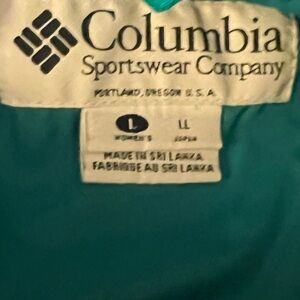 Columbia
Sportswear Company
PORTLAND, OREGON U.S.A.
L LL
WOMEN'S JAPAN
MADE IN SRI LANKA
FABRIQUE AU SRI LANKA